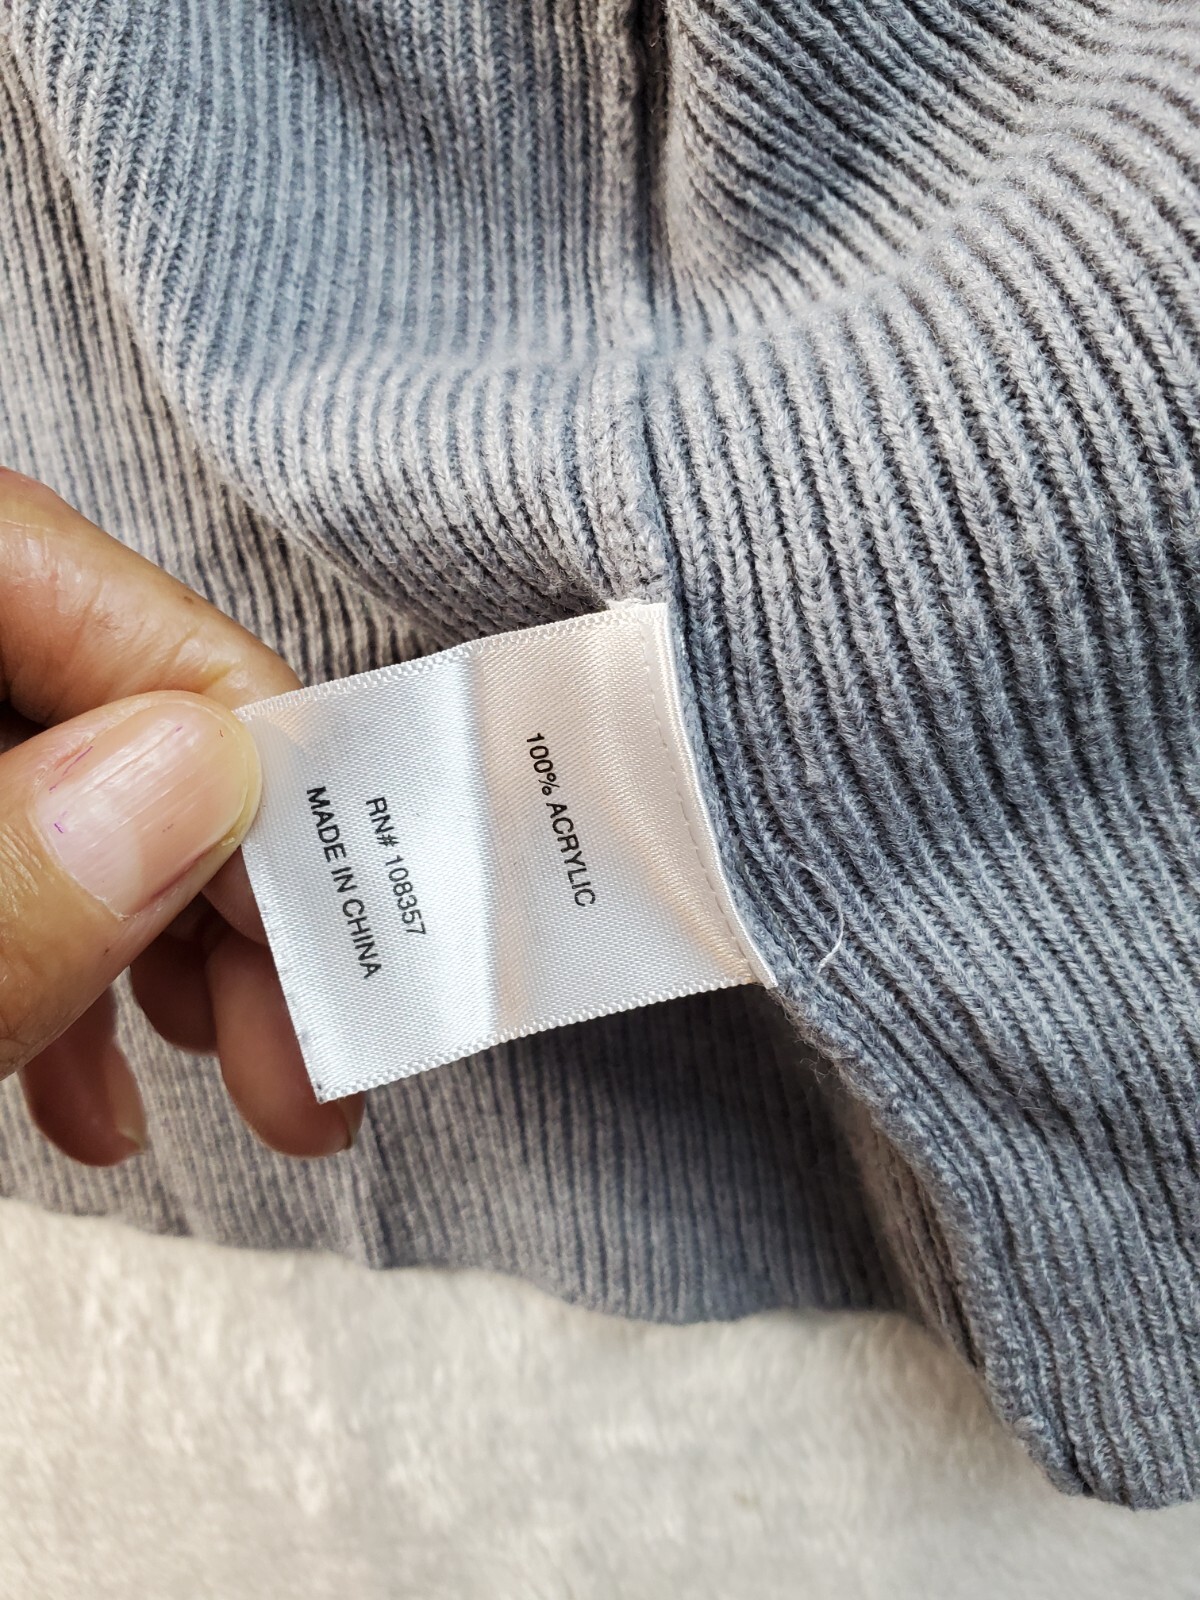 100% ACRYLIC
RN# 108357
MADE IN CHINA